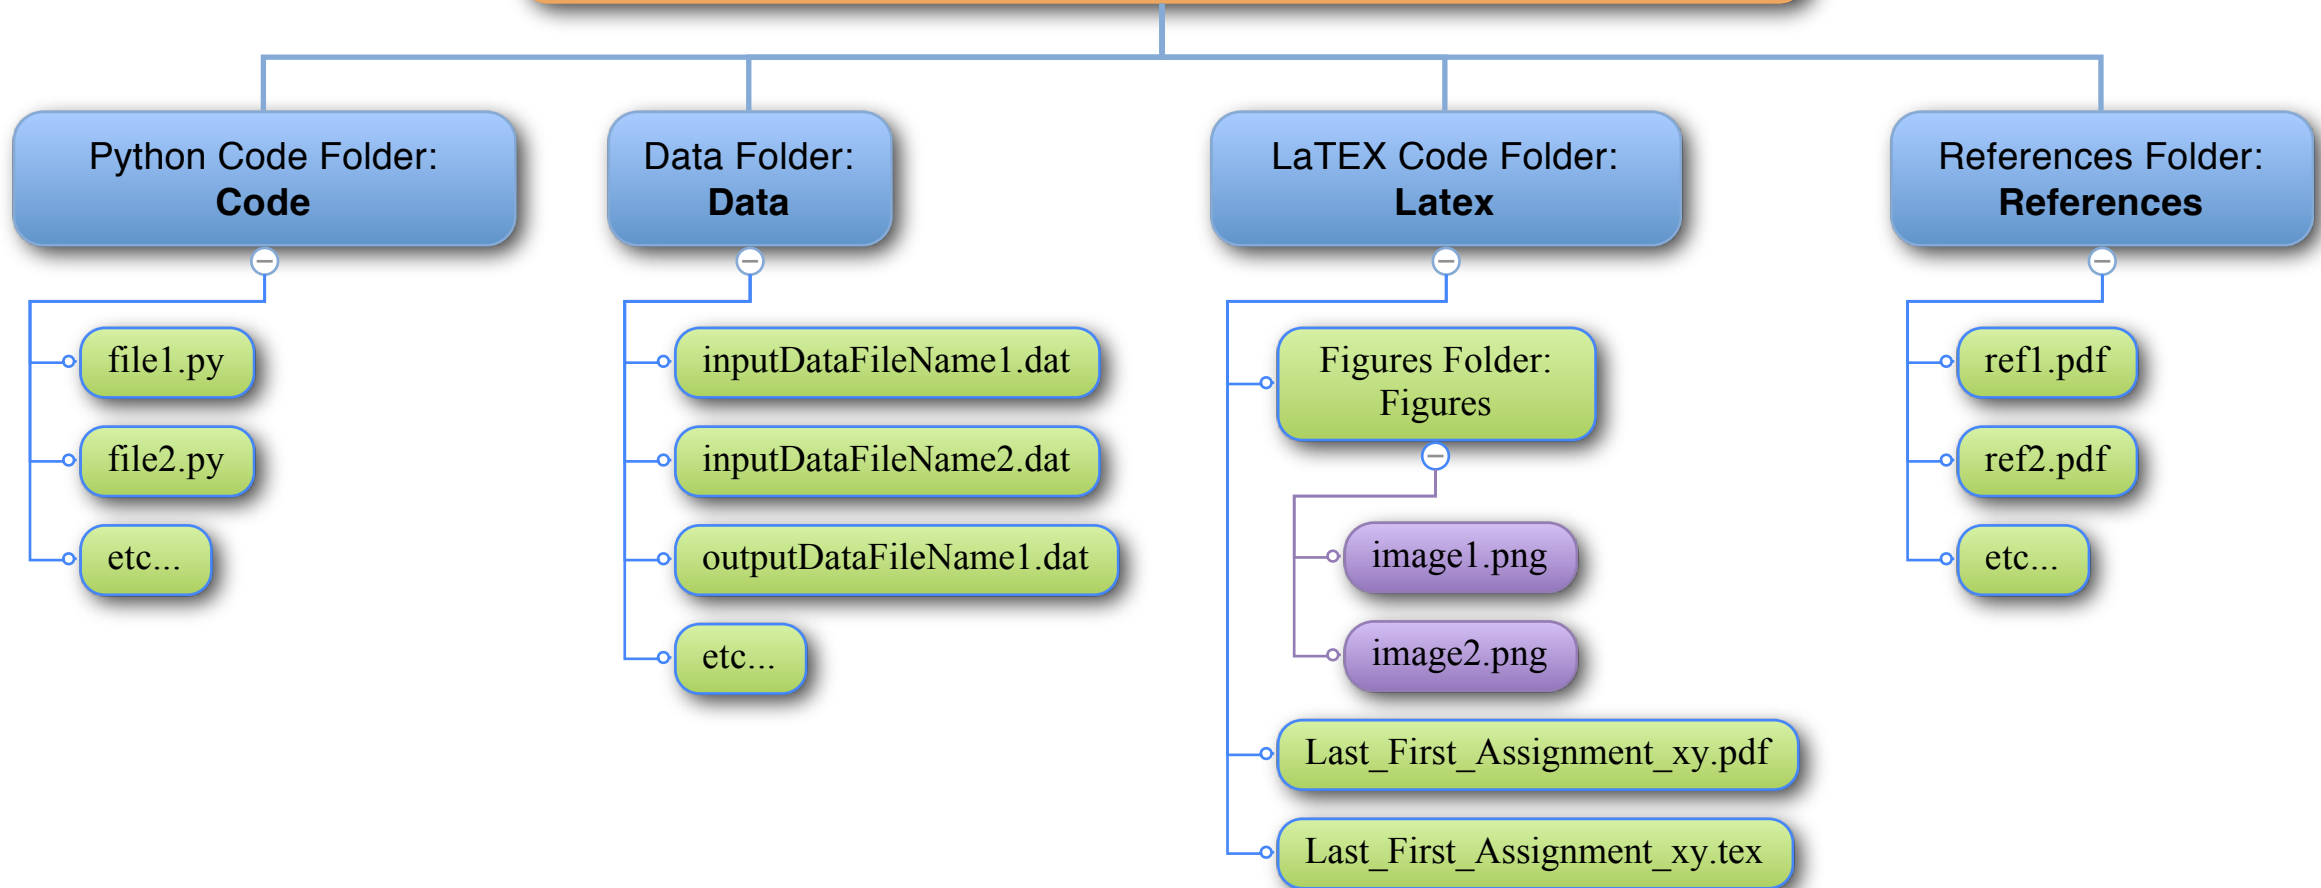 Python Code Folder:
Code
file1.py
file2.py
etc...
Data Folder:
Data
inputDataFileName1.dat
inputDataFileName2.dat
outputDataFileName1.dat
etc...
LaTEX Code Folder:
Latex
Figures Folder:
Figures
image1.png
image2.png
Last_First_Assignment_xy.pdf
Last_First_Assignment_xy.tex
References Folder:
References
ref1.pdf
ref2.pdf
etc...